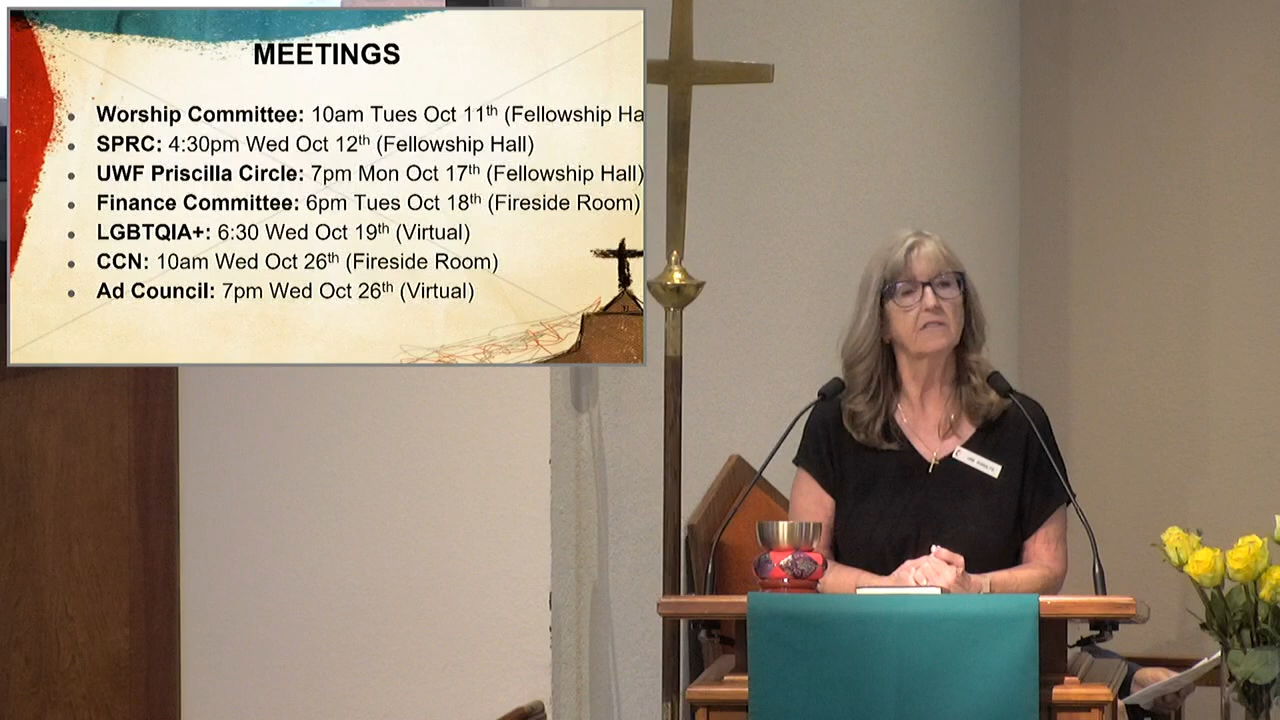 MEETINGS
• Worship Committee: 10am Tues Oct 11th (Fellowship Ha
• SPRC: 4:30pm Wed Oct 12th (Fellowship Hall)
• UWF Priscilla Circle: 7pm Mon Oct 17th (Fellowship Hall)
• Finance Committee: 6pm Tues Oct 18th (Fireside Room)
• LGBTQIA+: 6:30 Wed Oct 19th (Virtual)
• CCN: 10am Wed Oct 26th (Fireside Room)
• Ad Council: 7pm Wed Oct 26th (Virtual)